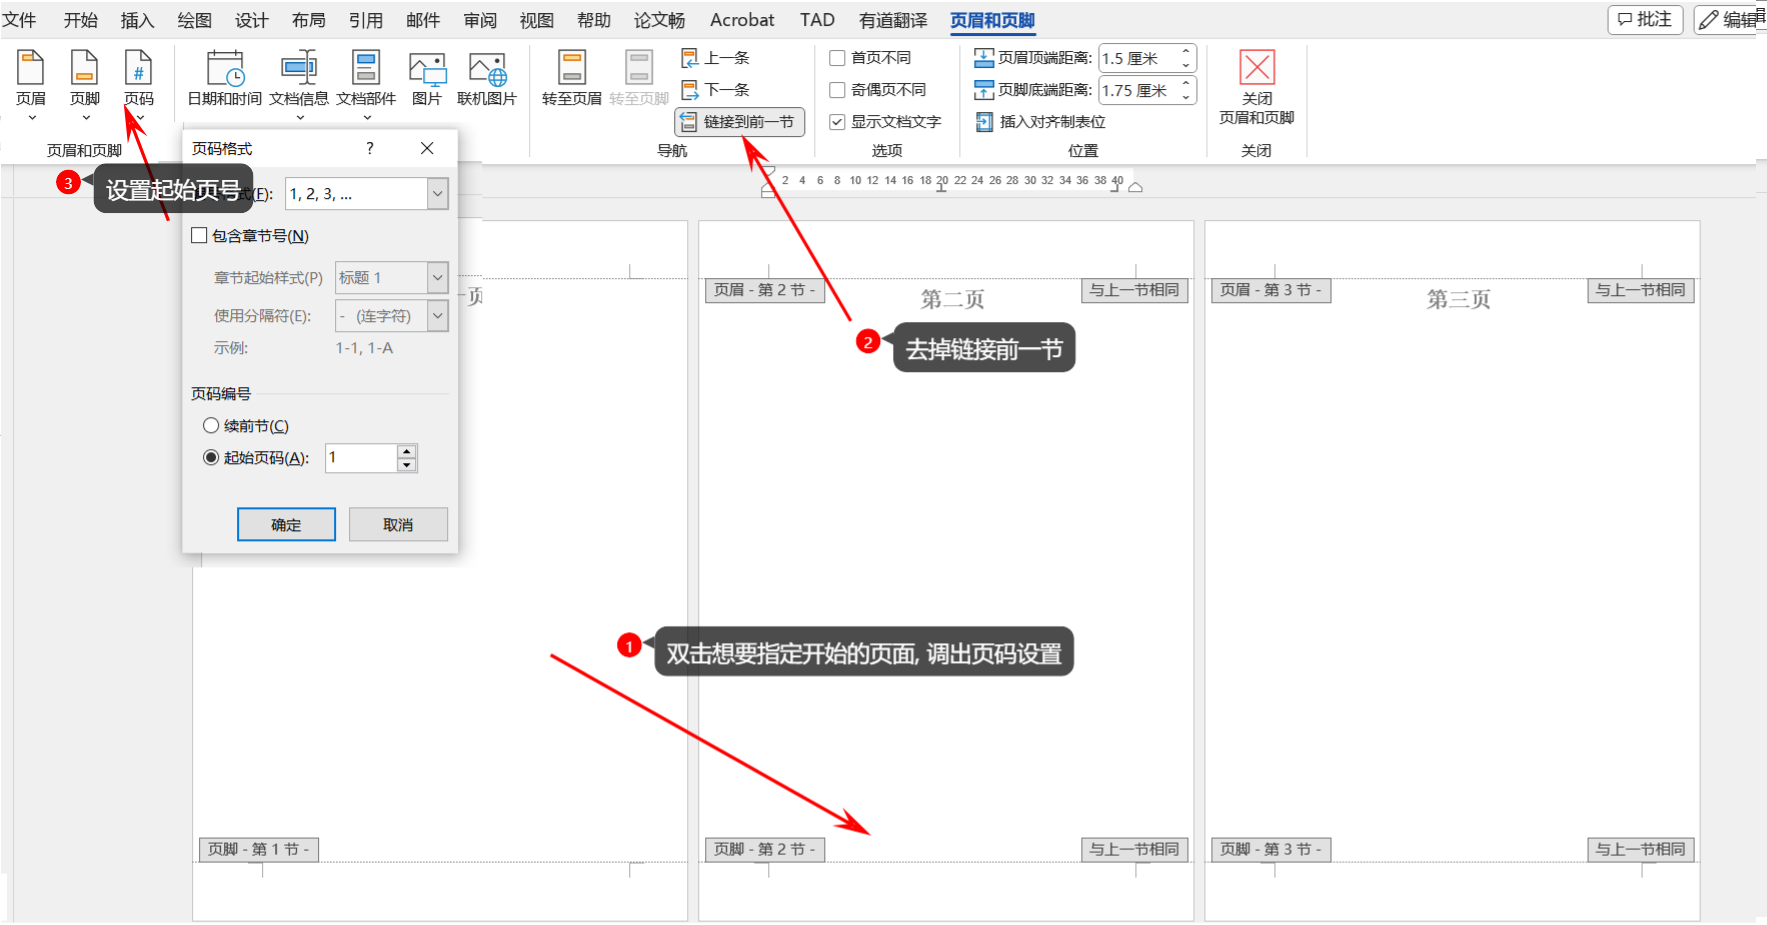 文件 开始 插入 绘图 设计 布局 引用 邮件 审阅 视图 帮助 论文畅 Acrobat TAD 有道翻译 页眉和页脚 批注 编辑
页眉 页脚 页码 日期和时间 文档信息 文档部件 图片 联机图片 转至页眉 转至页脚
上一条
下一条
链接到前一节
首页不同
奇偶页不同
显示文档文字
页眉顶端距离: 1.5 厘米
页脚底端距离: 1.75 厘米
插入对齐制表位
关闭
页眉和页脚
页眉和页脚 导航 选项 位置 关闭
页码格式 ?
3 设置起始页号
式(F): 1, 2, 3, ...
包含章节号(N)
章节起始样式(P) 标题 1
使用分隔符(E): - (连字符)
示例: 1-1, 1-A
页码编号
续前节(C)
起始页码(A): 1
确定 取消
2 4 6 8 10 12 14 16 18 20 22 24 26 28 30 32 34 36 38 40
页
页眉 - 第 2 节 - 与上一节相同
第二页
页眉 - 第 3 节 - 与上一节相同
第三页
2 去掉链接前一节
1 双击想要指定开始的页面, 调出页码设置
页脚 - 第 1 节 -
页脚 - 第 2 节 - 与上一节相同
页脚 - 第 3 节 - 与上一节相同